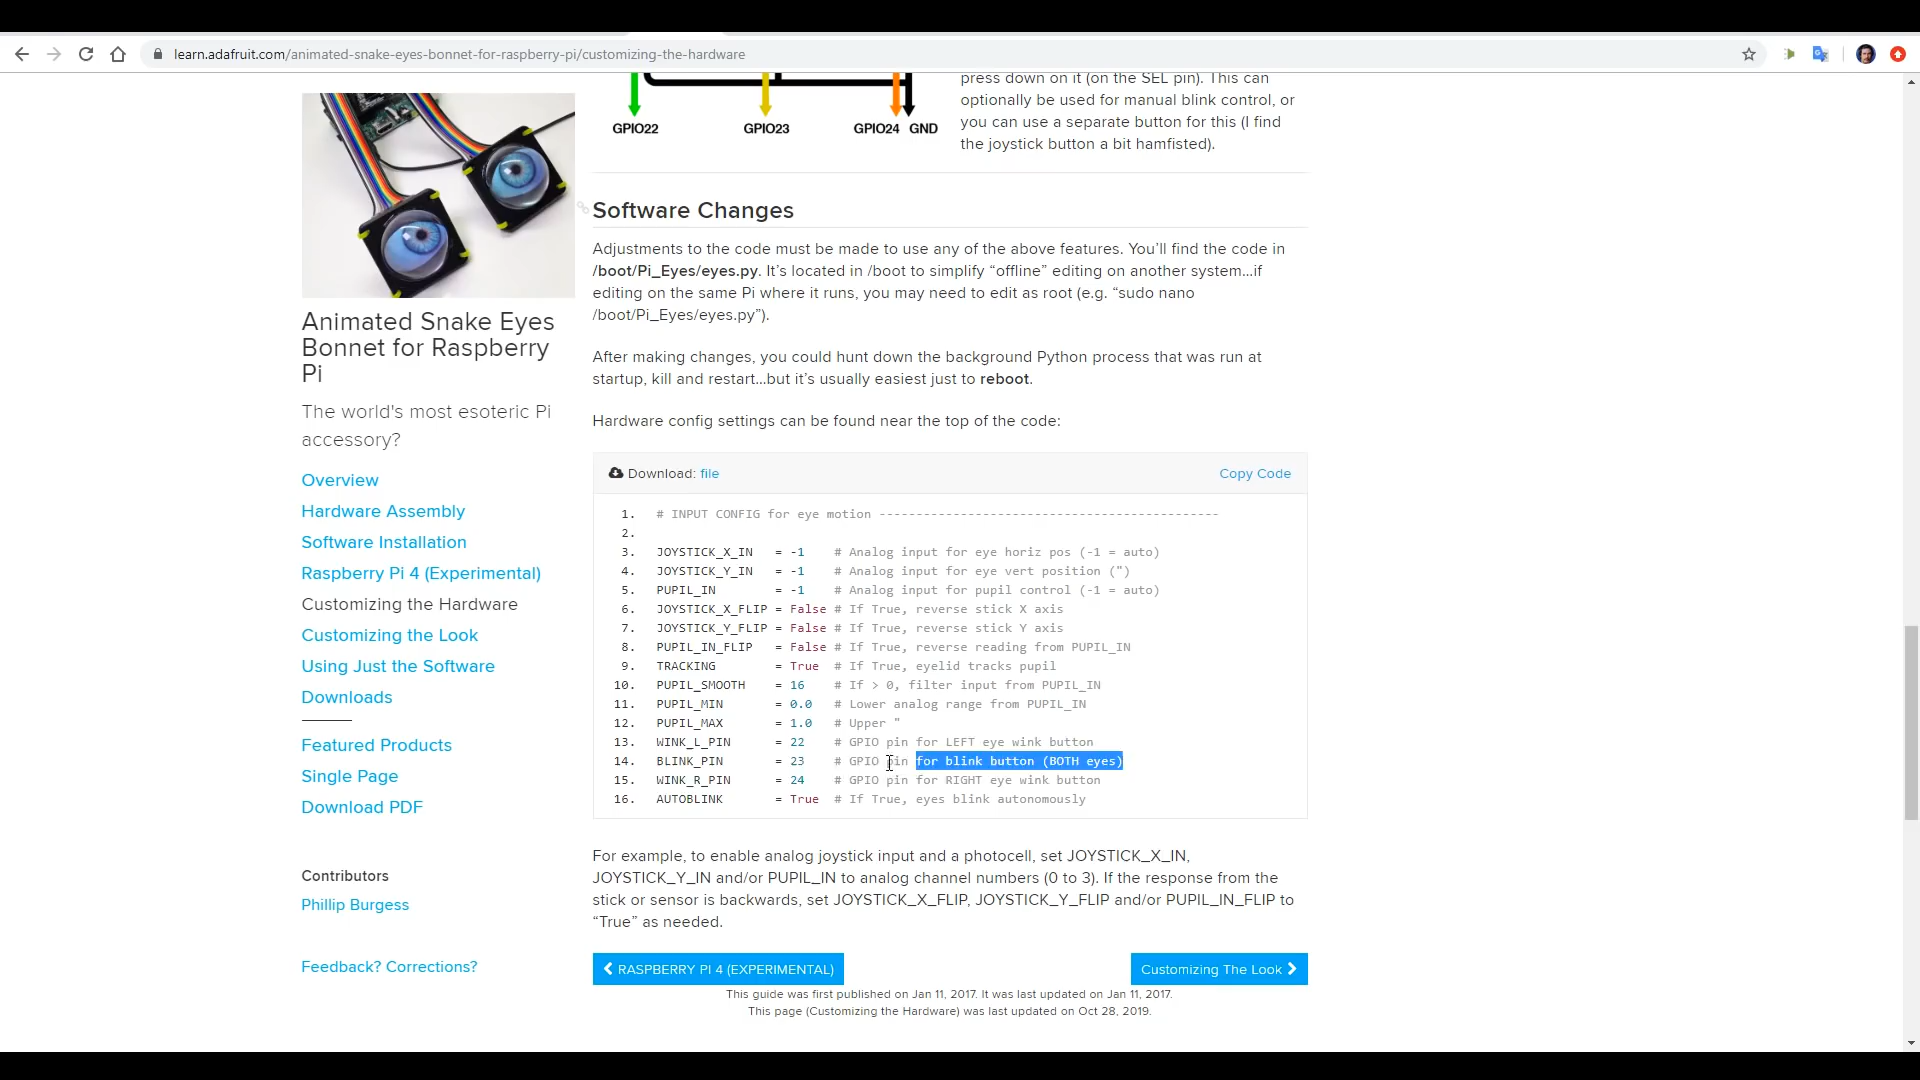 learn.adafruit.com/animated-snake-eyes-bonnet-for-raspberry-pi/customizing-the-hardware
GPIO22 GPIO23 GPIO24 GND
press down on it (on the SEL pin). This can
optionally be used for manual blink control, or
you can use a separate button for this (I find
the joystick button a bit hamfisted).
Animated Snake Eyes
Bonnet for Raspberry
Pi
The world's most esoteric Pi
accessory?
Overview
Hardware Assembly
Software Installation
Raspberry Pi 4 (Experimental)
Customizing the Hardware
Customizing the Look
Using Just the Software
Downloads
Featured Products
Single Page
Download PDF
Contributors
Phillip Burgess
Feedback? Corrections?
Software Changes
Adjustments to the code must be made to use any of the above features. You’ll find the code in
/boot/Pi_Eyes/eyes.py. It’s located in /boot to simplify “offline” editing on another system…if
editing on the same Pi where it runs, you may need to edit as root (e.g. “sudo nano
/boot/Pi_Eyes/eyes.py”).
After making changes, you could hunt down the background Python process that was run at
startup, kill and restart…but it’s usually easiest just to reboot.
Hardware config settings can be found near the top of the code:
Download: file Copy Code
1. # INPUT CONFIG for eye motion ----------------------------------------------
2.
3. JOYSTICK_X_IN = -1 # Analog input for eye horiz pos (-1 = auto)
4. JOYSTICK_Y_IN = -1 # Analog input for eye vert position (")
5. PUPIL_IN = -1 # Analog input for pupil control (-1 = auto)
6. JOYSTICK_X_FLIP = False # If True, reverse stick X axis
7. JOYSTICK_Y_FLIP = False # If True, reverse stick Y axis
8. PUPIL_IN_FLIP = False # If True, reverse reading from PUPIL_IN
9. TRACKING = True # If True, eyelid tracks pupil
10. PUPIL_SMOOTH = 16 # If > 0, filter input from PUPIL_IN
11. PUPIL_MIN = 0.0 # Lower analog range from PUPIL_IN
12. PUPIL_MAX = 1.0 # Upper "
13. WINK_L_PIN = 22 # GPIO pin for LEFT eye wink button
14. BLINK_PIN = 23 # GPIO pin for blink button (BOTH eyes)
15. WINK_R_PIN = 24 # GPIO pin for RIGHT eye wink button
16. AUTOBLINK = True # If True, eyes blink autonomously
For example, to enable analog joystick input and a photocell, set JOYSTICK_X_IN,
JOYSTICK_Y_IN and/or PUPIL_IN to analog channel numbers (0 to 3). If the response from the
stick or sensor is backwards, set JOYSTICK_X_FLIP, JOYSTICK_Y_FLIP and/or PUPIL_IN_FLIP to
“True” as needed.
RASPBERRY PI 4 (EXPERIMENTAL) Customizing The Look
This guide was first published on Jan 11, 2017. It was last updated on Jan 11, 2017.
This page (Customizing the Hardware) was last updated on Oct 28, 2019.